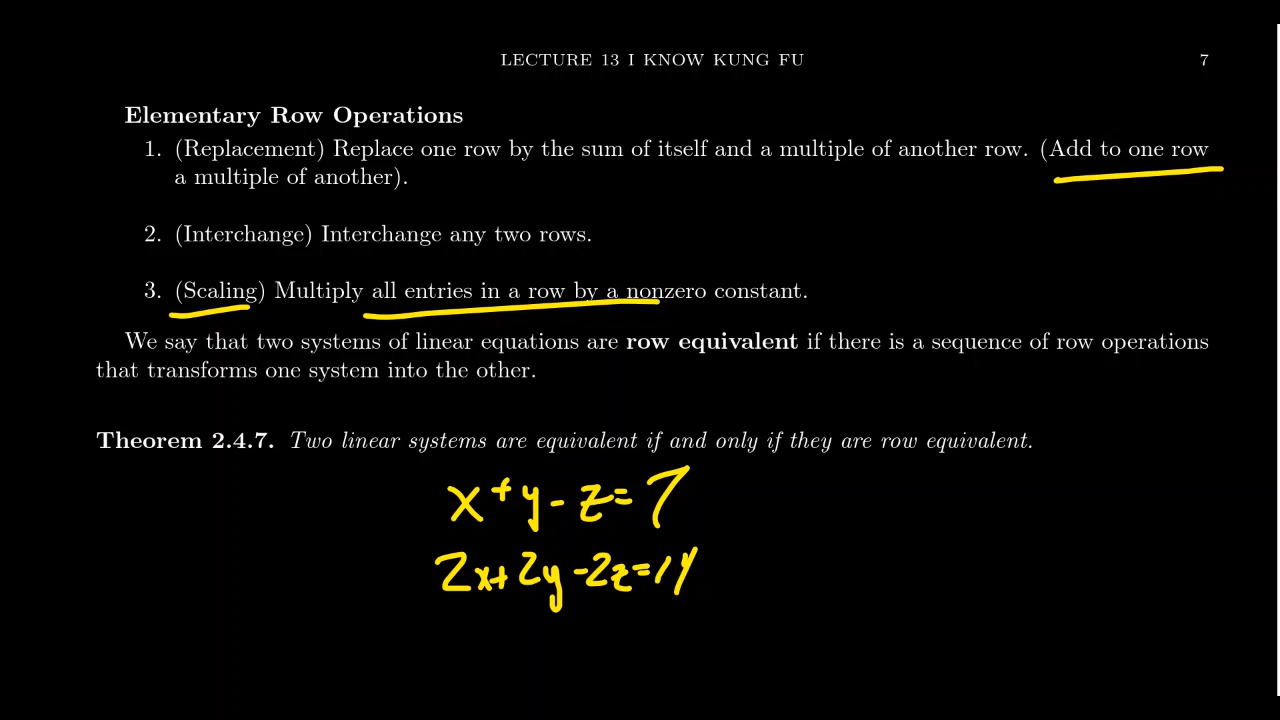 LECTURE 13 I KNOW KUNG FU 7
Elementary Row Operations
1. (Replacement) Replace one row by the sum of itself and a multiple of another row. (Add to one row
a multiple of another).
2. (Interchange) Interchange any two rows.
3. (Scaling) Multiply all entries in a row by a nonzero constant.
We say that two systems of linear equations are row equivalent if there is a sequence of row operations
that transforms one system into the other.
Theorem 2.4.7. Two linear systems are equivalent if and only if they are row equivalent.
x + y - z = 7
2x + 2y - 2z = 14